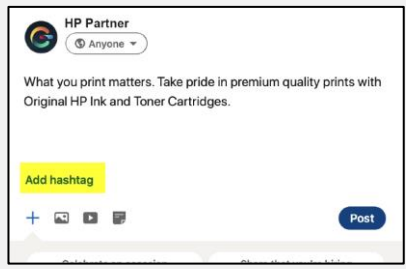 HP Partner
Anyone
What you print matters. Take pride in premium quality prints with
Original HP Ink and Toner Cartridges.
Add hashtag
Post